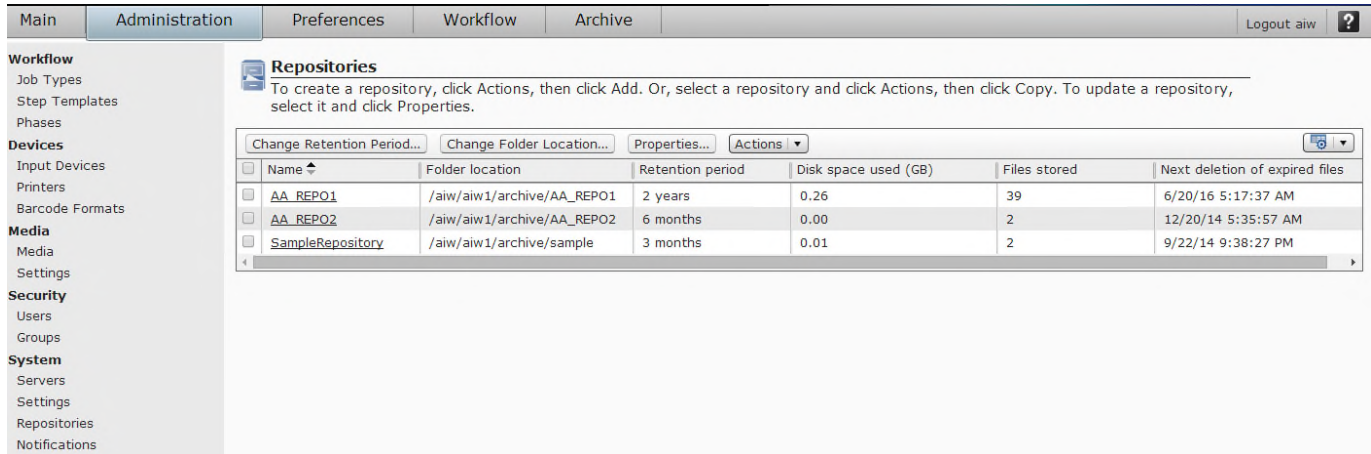 Main Administration Preferences Workflow Archive Logout aiw ?
Workflow
Job Types
Step Templates
Phases
Devices
Input Devices
Printers
Barcode Formats
Media
Media
Settings
Security
Users
Groups
System
Servers
Settings
Repositories
Notifications
Repositories
To create a repository, click Actions, then click Add. Or, select a repository and click Actions, then click Copy. To update a repository,
select it and click Properties.
Change Retention Period... Change Folder Location... Properties... Actions
Name Folder location Retention period Disk space used (GB) Files stored Next deletion of expired files
AA_REPO1 /aiw/aiw1/archive/AA_REPO1 2 years 0.26 39 6/20/16 5:17:37 AM
AA_REPO2 /aiw/aiw1/archive/AA_REPO2 6 months 0.00 2 12/20/14 5:35:57 AM
SampleRepository /aiw/aiw1/archive/sample 3 months 0.01 2 9/22/14 9:38:27 PM